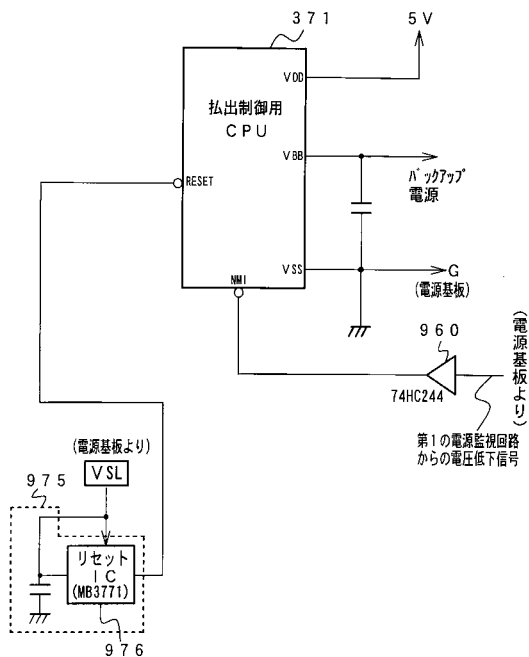 371
5V
VDD
払出制御用
CPU
VBB
RESET
バックアップ
電源
NMI
VSS
G
(電源基板)
960
(電源基板より)
74HC244
第1の電源監視回路
からの電圧低下信号
(電源基板より)
975
VSL
リセット
IC
(MB3771)
976